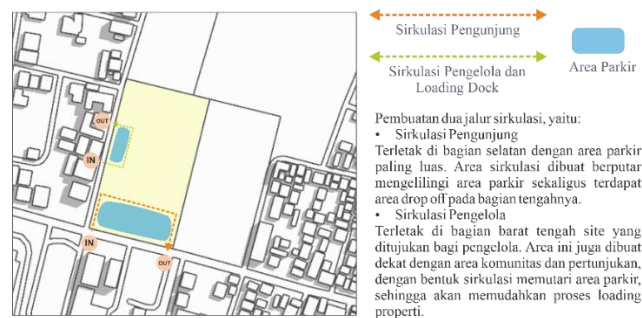 OUT
IN
IN
OUT
Sirkulasi Pengunjung
Sirkulasi Pengelola dan
Loading Dock
Area Parkir
Pembuatan dua jalur sirkulasi, yaitu:
• Sirkulasi Pengunjung
Terletak di bagian selatan dengan area parkir
paling luas. Area sirkulasi dibuat berputar
mengelilingi area parkir sekaligus terdapat
area drop off pada bagian tengahnya.
• Sirkulasi Pengelola
Terletak di bagian barat tengah site yang
ditujukan bagi pengelola. Area ini juga dibuat
dekat dengan area komunitas dan pertunjukan,
dengan bentuk sirkulasi memutari area parkir,
sehingga akan memudahkan proses loading
properti.